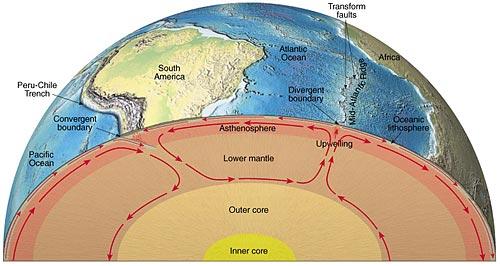 Transform
faults
Atlantic
Ocean
Africa
South
America
Mid-Atlantic Ridge
Peru-Chile
Trench
Divergent
boundary
Convergent
boundary
Oceanic
lithosphere
Asthenosphere
Pacific
Ocean
Lower mantle
Upwelling
Outer core
Inner core